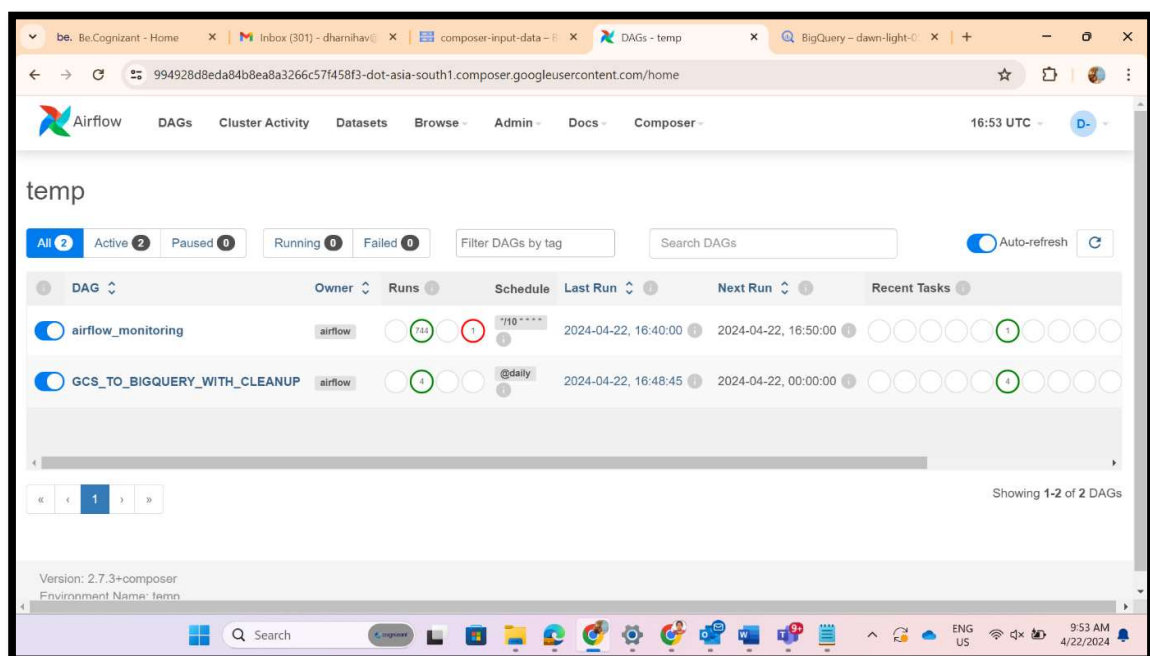 be. Be.Cognizant - Home
Inbox (301) - dharnihav@
composer-input-data – B
DAGs - temp
BigQuery – dawn-light-0
994928d8eda84b8ea8a3266c57f458f3-dot-asia-south1.composer.googleusercontent.com/home
Airflow DAGs Cluster Activity Datasets Browse Admin Docs Composer 16:53 UTC D-
temp
All 2 Active 2 Paused 0 Running 0 Failed 0 Filter DAGs by tag Search DAGs Auto-refresh
DAG Owner Runs Schedule Last Run Next Run Recent Tasks
airflow_monitoring airflow 744 1 */10 * * * * 2024-04-22, 16:40:00 2024-04-22, 16:50:00 1
GCS_TO_BIGQUERY_WITH_CLEANUP airflow 4 @daily 2024-04-22, 16:48:45 2024-04-22, 00:00:00 4
« ‹ 1 › » Showing 1-2 of 2 DAGs
Version: 2.7.3+composer
Environment Name: temp
Search cognizant 9+ ENG 9:53 AM
US 4/22/2024